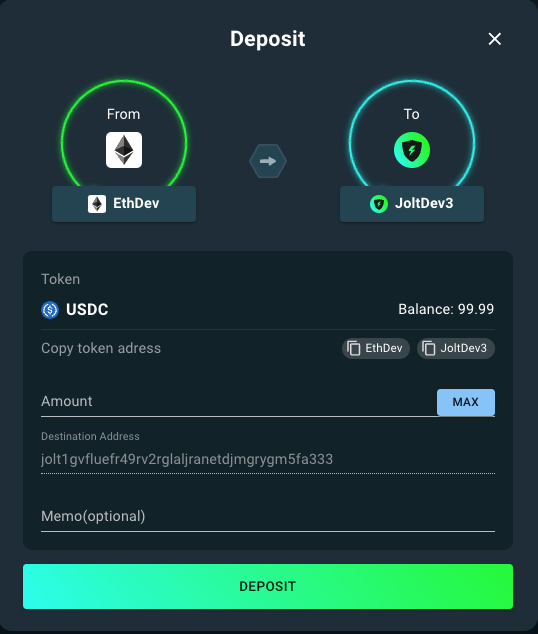 Deposit
From
To
EthDev
JoltDev3
Token
USDC
Balance: 99.99
Copy token adress
EthDev
JoltDev3
Amount
MAX
Destination Address
jolt1gvfluefr49rv2rglaljranetdjmgrygm5fa333
Memo(optional)
DEPOSIT